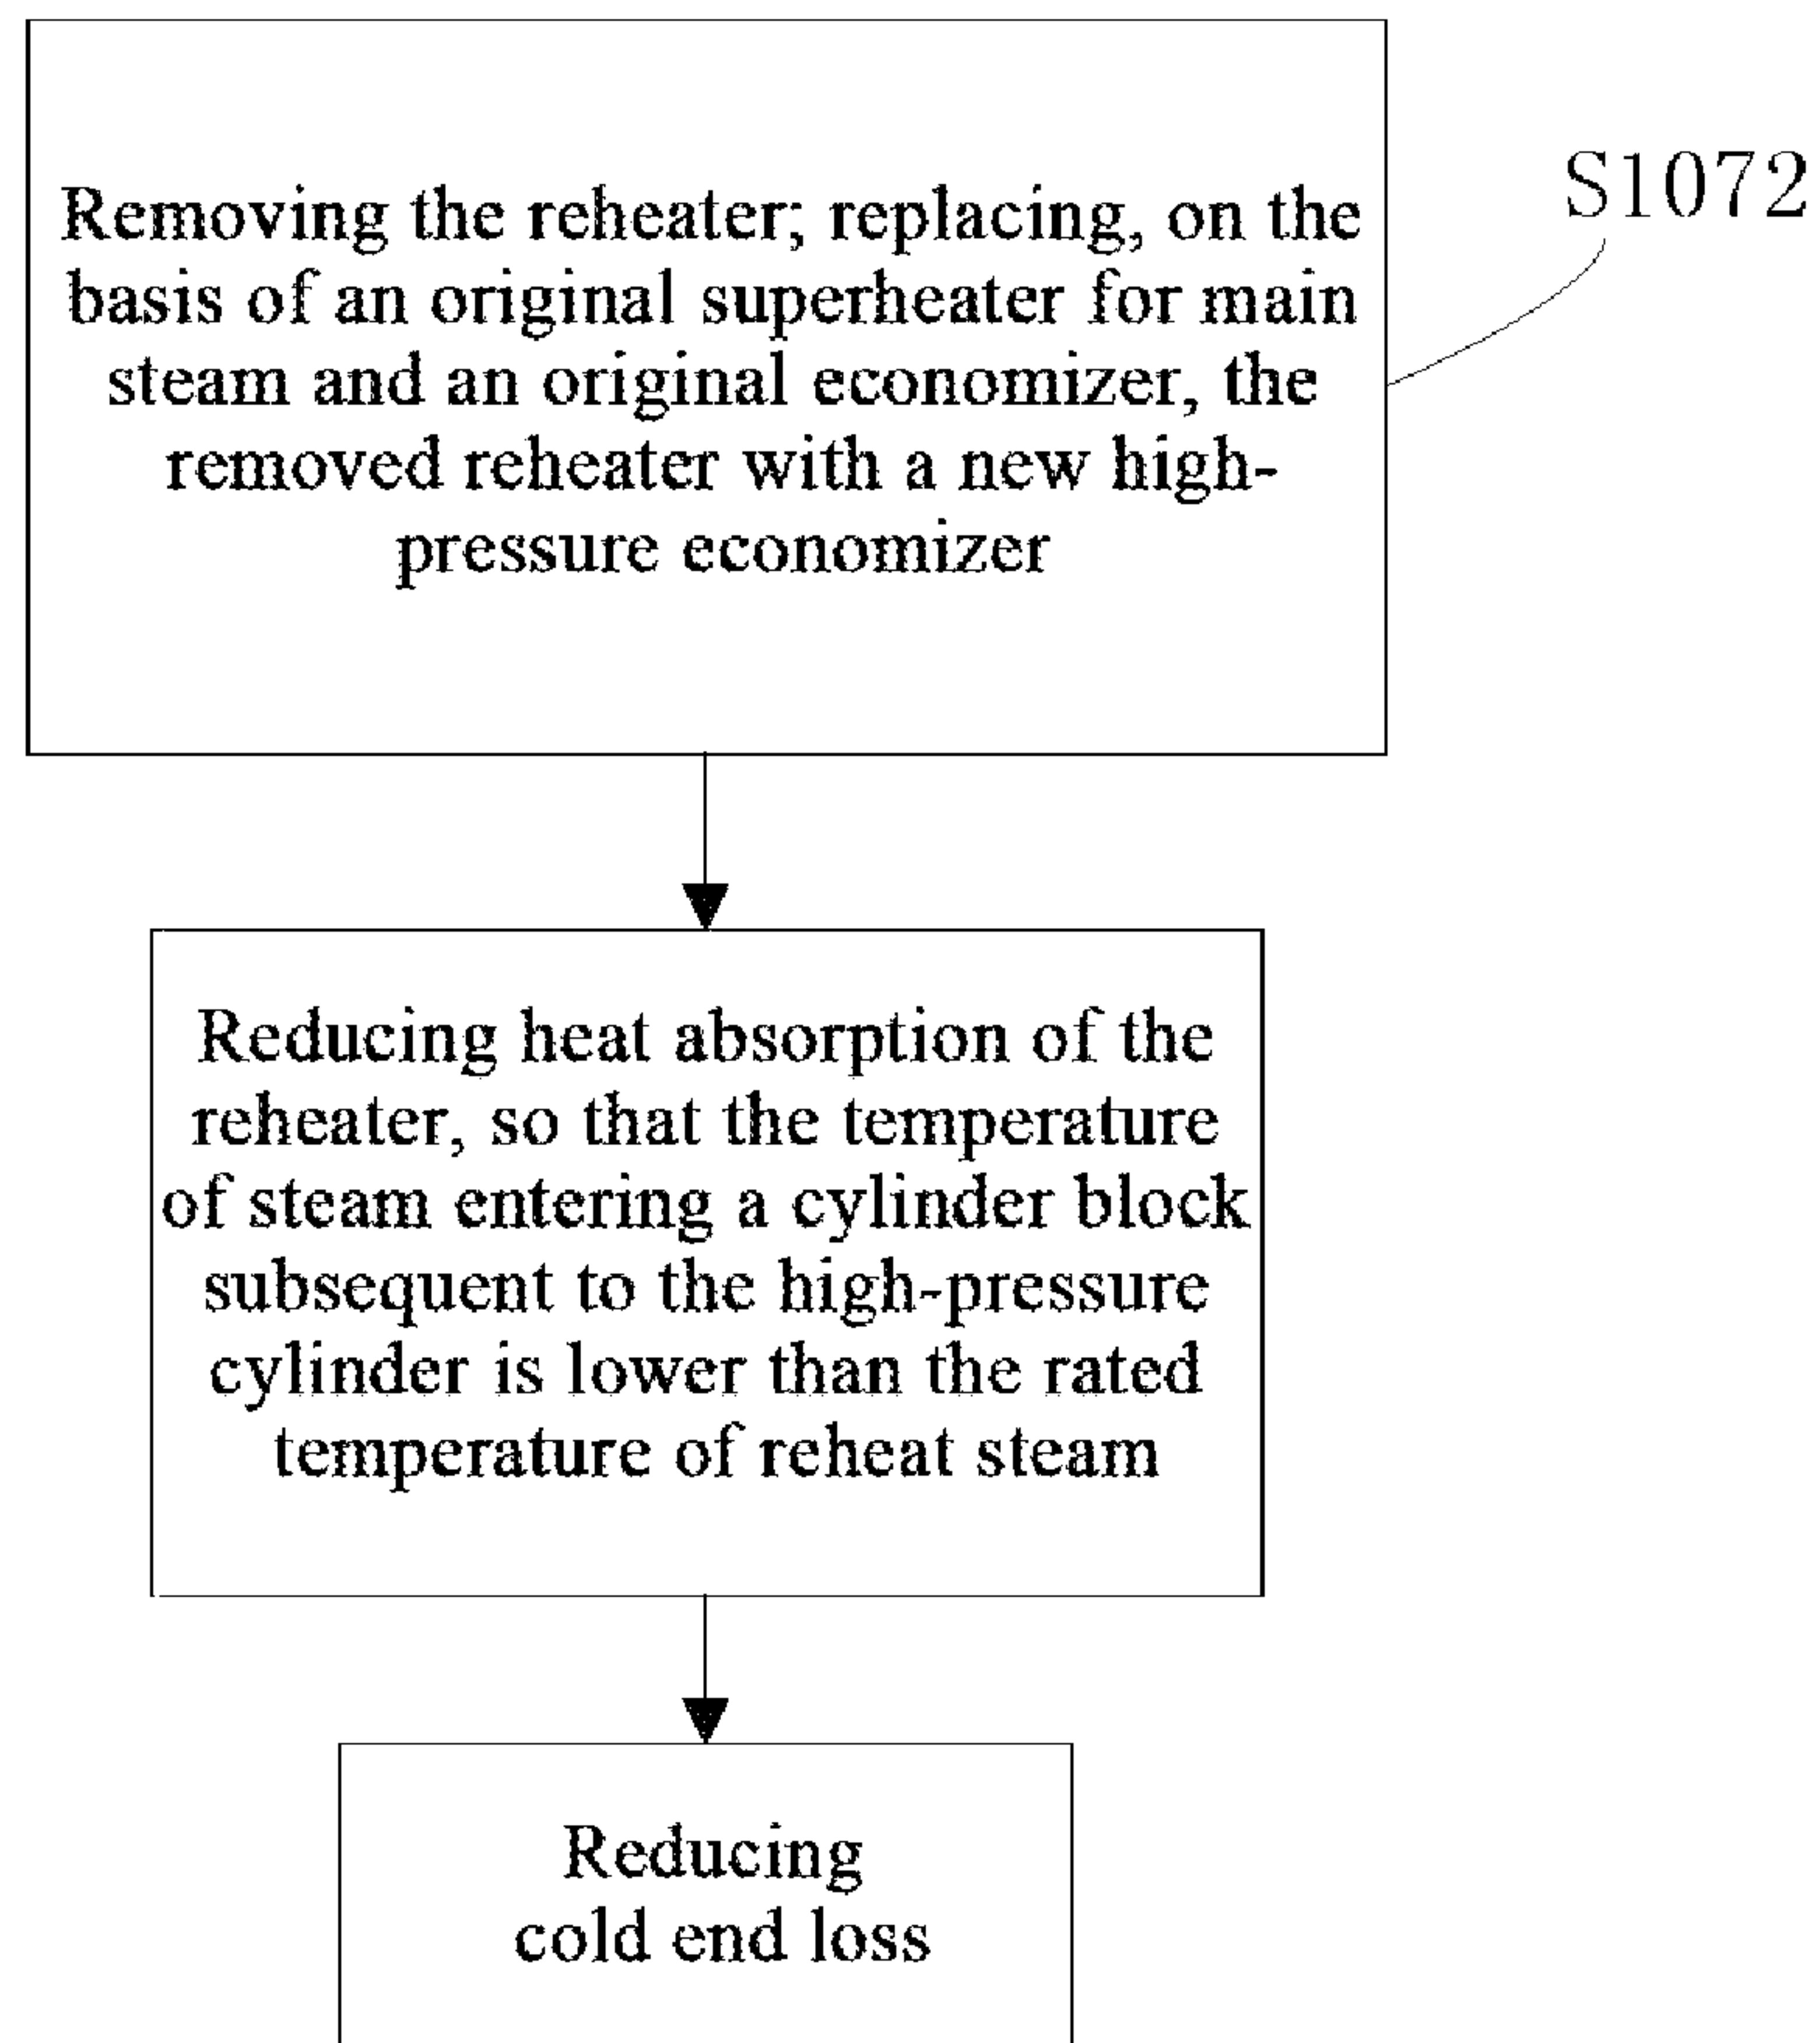 Removing the reheater; replacing, on the
basis of an original superheater for main
steam and an original economizer, the
removed reheater with a new high-
pressure economizer
S1072
Reducing heat absorption of the
reheater, so that the temperature
of steam entering a cylinder block
subsequent to the high-pressure
cylinder is lower than the rated
temperature of reheat steam
Reducing
cold end loss